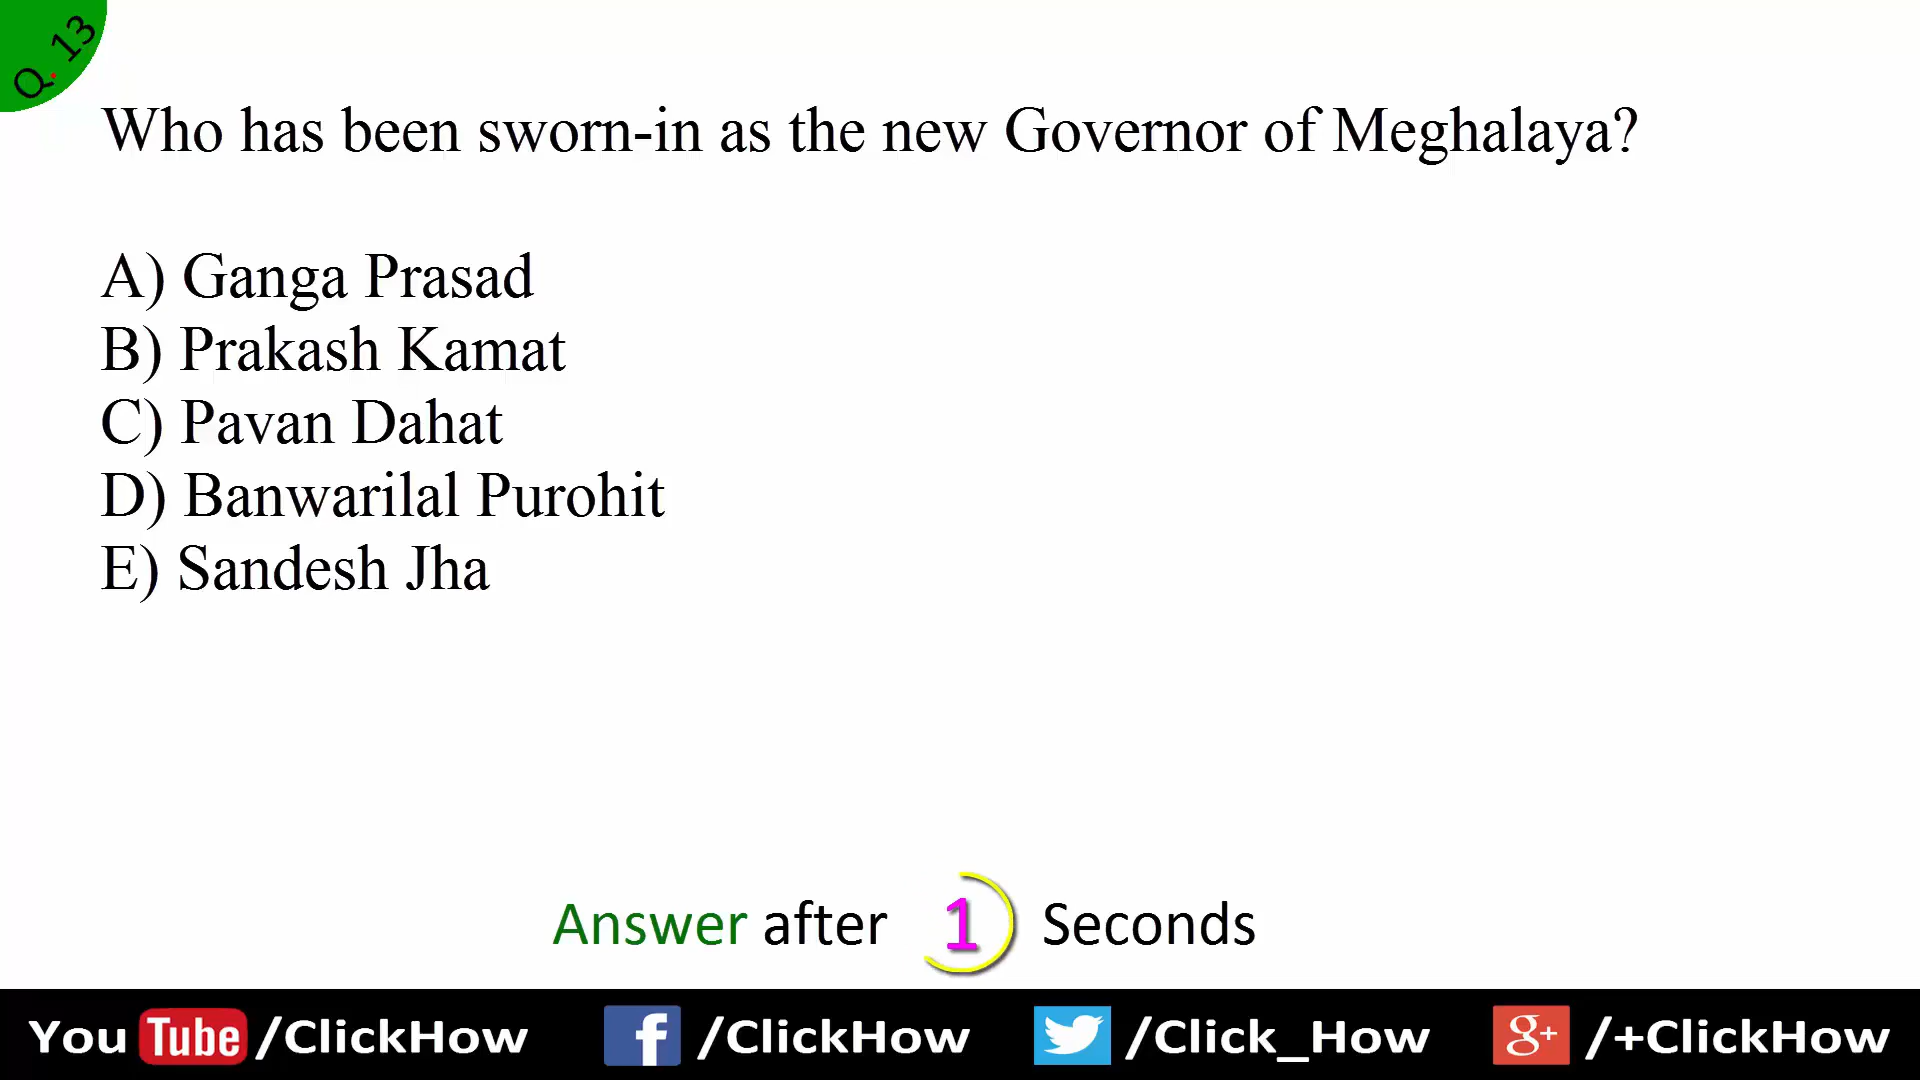 Q. 13
Who has been sworn-in as the new Governor of Meghalaya?
A) Ganga Prasad
B) Prakash Kamat
C) Pavan Dahat
D) Banwarilal Purohit
E) Sandesh Jha
Answer after 1 Seconds
You Tube /ClickHow f /ClickHow /Click_How g+ /+ClickHow